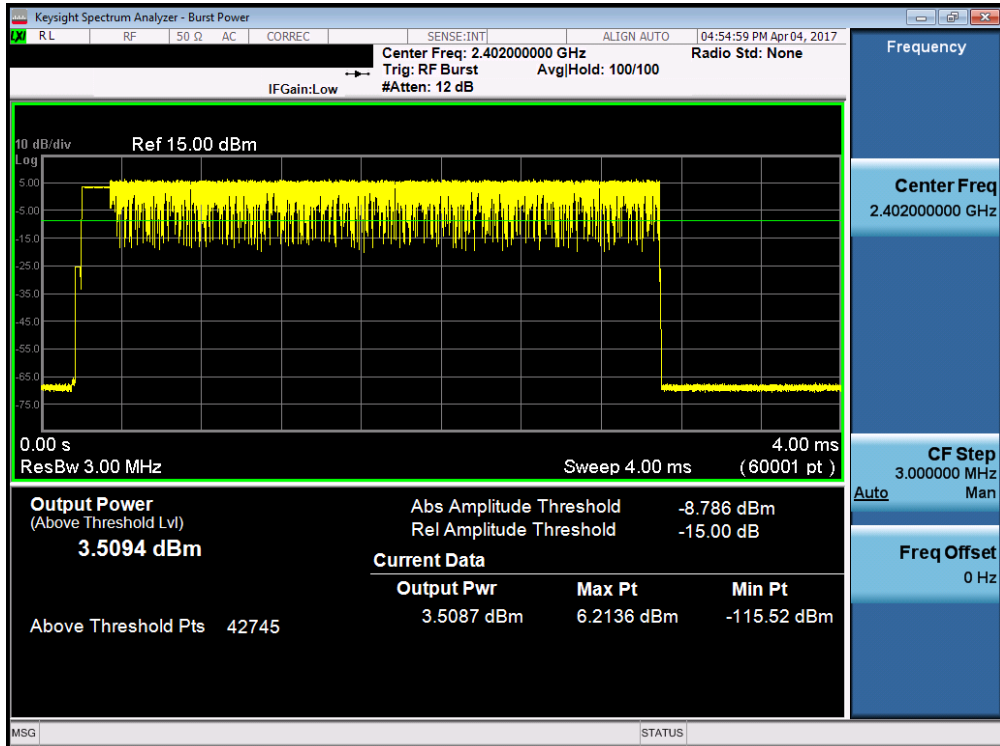 Keysight Spectrum Analyzer - Burst Power
LXI RL RF 50 Ω AC CORREC SENSE:INT ALIGN AUTO 04:54:59 PM Apr 04, 2017
Center Freq: 2.402000000 GHz Radio Std: None
Trig: RF Burst Avg|Hold: 100/100
IFGain:Low #Atten: 12 dB
Frequency
10 dB/div Ref 15.00 dBm
Log
5.00
-5.00
-15.0
-25.0
-35.0
-45.0
-55.0
-65.0
-75.0
0.00 s 4.00 ms
ResBw 3.00 MHz Sweep 4.00 ms (60001 pt)
Center Freq
2.402000000 GHz
CF Step
3.000000 MHz
Auto Man
Freq Offset
0 Hz
Output Power
(Above Threshold Lvl)
3.5094 dBm
Above Threshold Pts 42745
Abs Amplitude Threshold -8.786 dBm
Rel Amplitude Threshold -15.00 dB
Current Data
Output Pwr Max Pt Min Pt
3.5087 dBm 6.2136 dBm -115.52 dBm
MSG STATUS